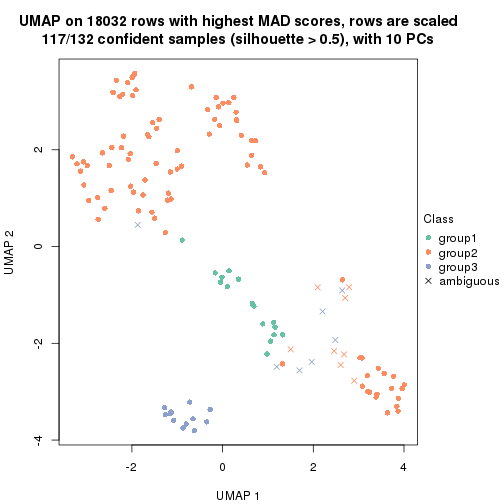 UMAP on 18032 rows with highest MAD scores, rows are scaled
117/132 confident samples (silhouette > 0.5), with 10 PCs
2
0
-2
-4
UMAP 2
-2
0
2
4
UMAP 1
Class
group1
group2
group3
ambiguous